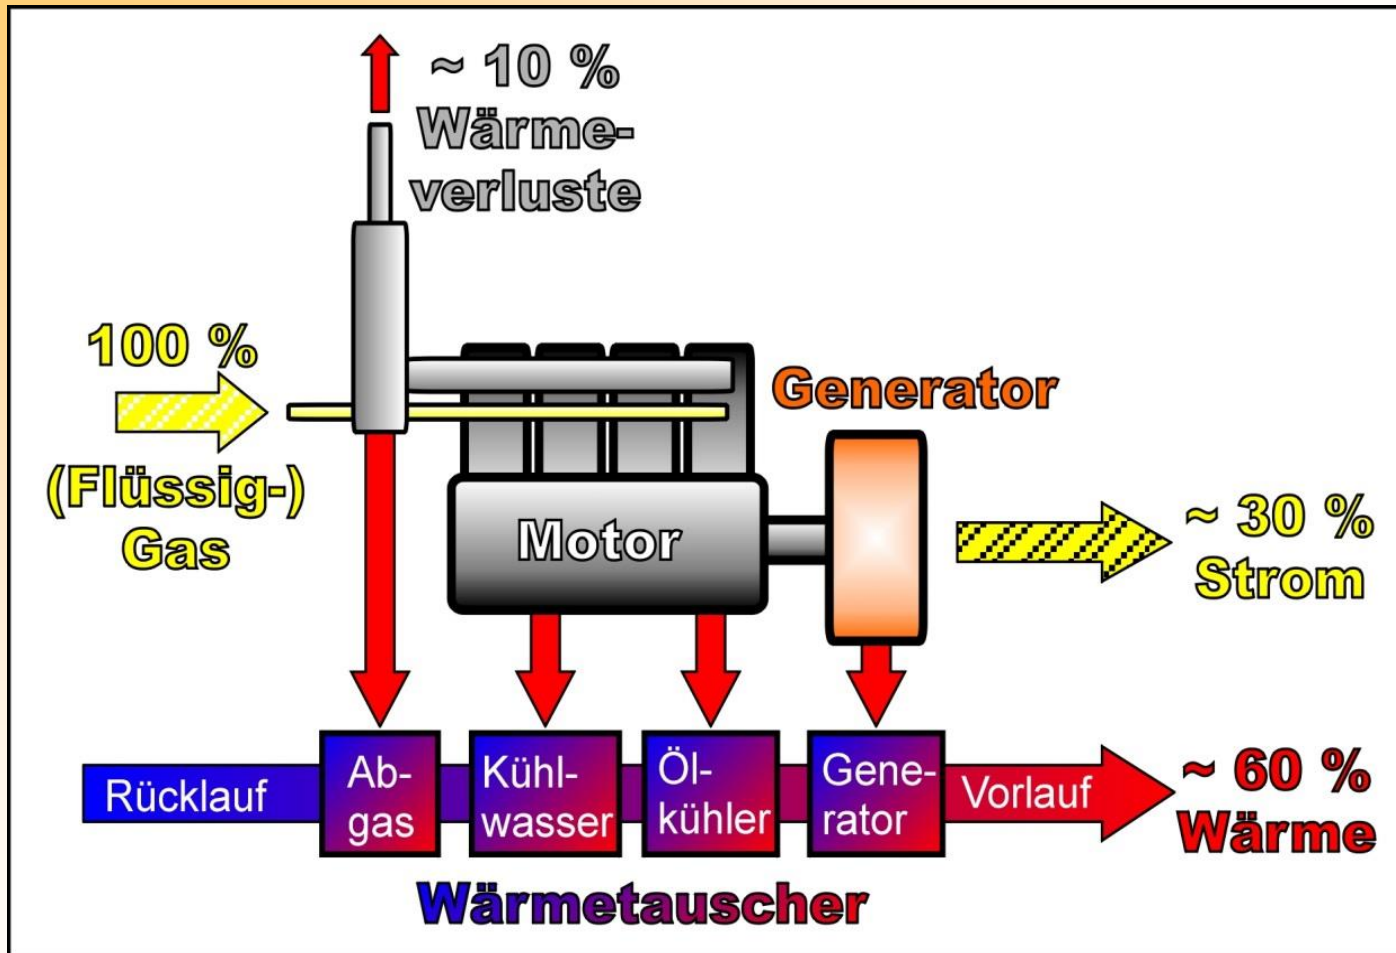 ~ 10 %
Wärme-
verluste
100 %
(Flüssig-)
Gas
Generator
Motor
~ 30 %
Strom
Rücklauf
Ab-
gas
Kühl-
wasser
Öl-
kühler
Gene-
rator
Vorlauf
~ 60 %
Wärme
Wärmetauscher